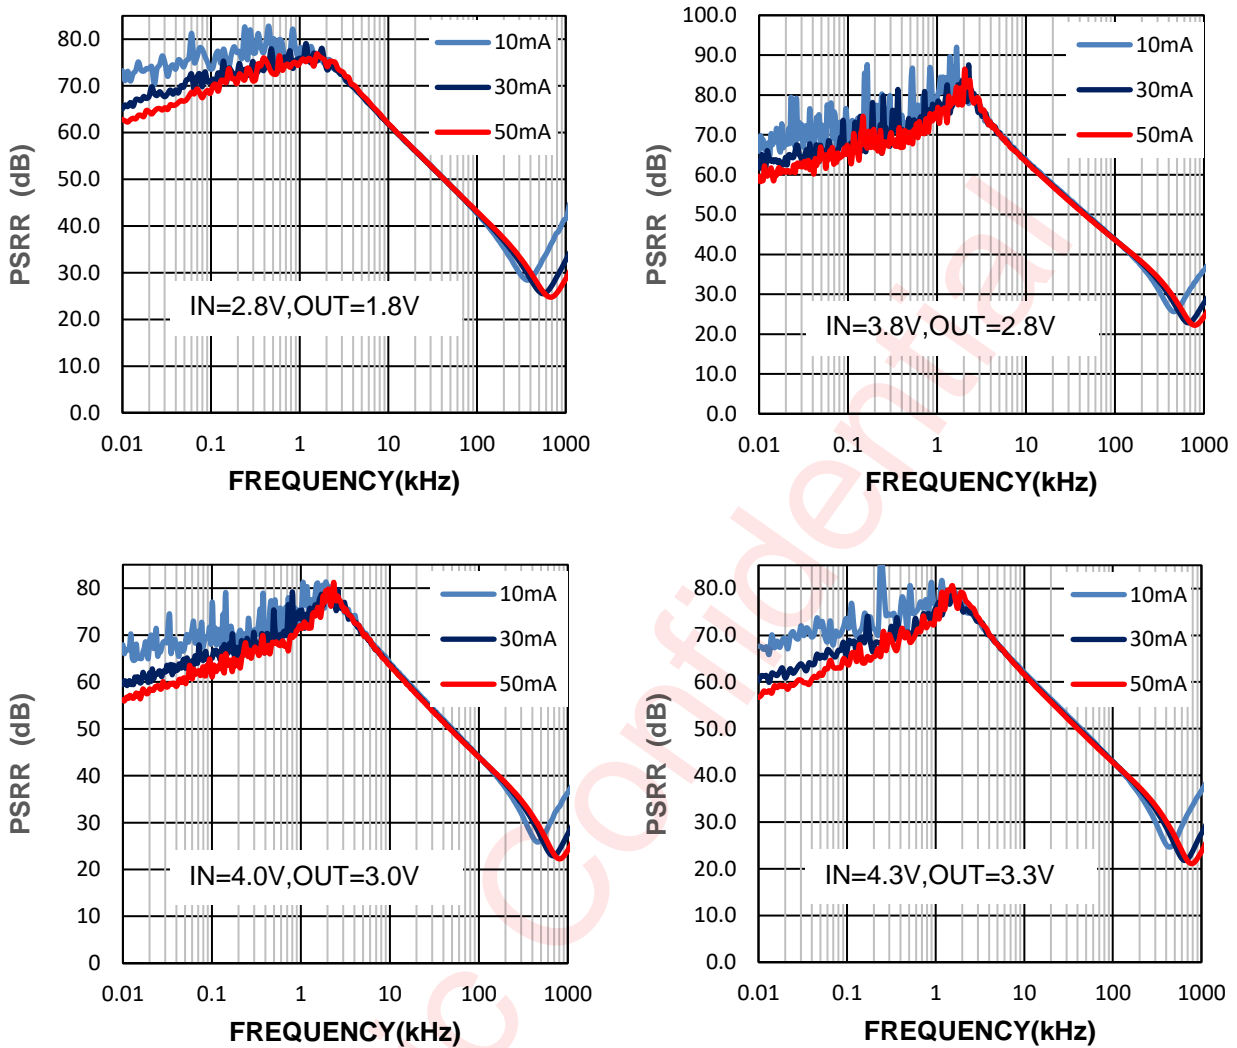 80.0
70.0
60.0
50.0
40.0
30.0
20.0
10.0
0.0
PSRR (dB)
10mA
30mA
50mA
IN=2.8V,OUT=1.8V
0.01 0.1 1 10 100 1000
FREQUENCY(kHz)
100.0
90.0
80.0
70.0
60.0
50.0
40.0
30.0
20.0
10.0
0.0
PSRR (dB)
10mA
30mA
50mA
IN=3.8V,OUT=2.8V
0.01 0.1 1 10 100 1000
FREQUENCY(kHz)
80
70
60
50
40
30
20
10
0
PSRR (dB)
10mA
30mA
50mA
IN=4.0V,OUT=3.0V
0.01 0.1 1 10 100 1000
FREQUENCY(kHz)
80.0
70.0
60.0
50.0
40.0
30.0
20.0
10.0
0.0
PSRR (dB)
10mA
30mA
50mA
IN=4.3V,OUT=3.3V
0.01 0.1 1 10 100 1000
FREQUENCY(kHz)
ic Confidential